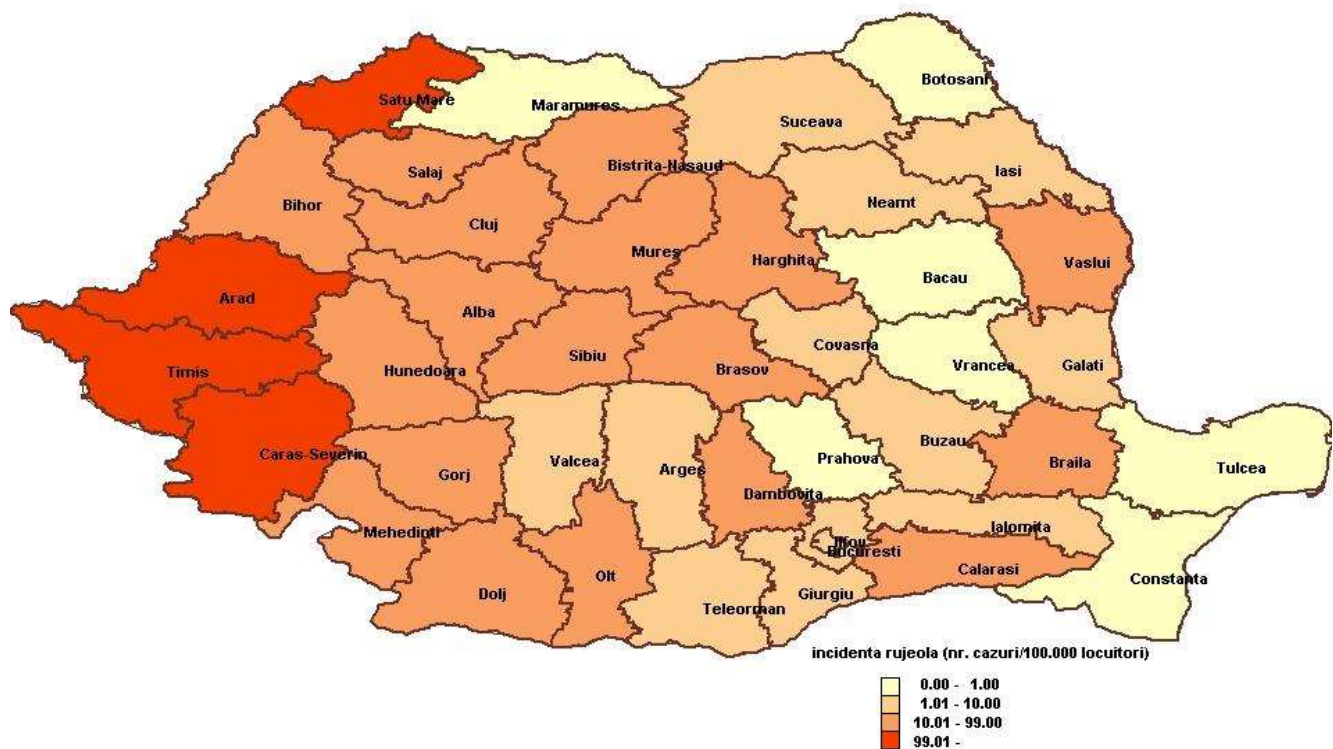 Botosani
Satu Mare
Maramures
Suceava
Bistrita-Nasaud
Iasi
Salaj
Nearnt
Bihor
Cluj
Mures
Harghita
Vaslui
Bacau
Arad
Alba
Covasna
Sibiu
Vrancea
Galati
Timis
Hunedoara
Brasov
Buzau
Caras-Severin
Valcea
Prahova
Braila
Arges
Tulcea
Gorj
Dambovita
Mehedinti
Ialomita
Ilfov
Bucuresti
Calarasi
Olt
Constanta
Dolj
Giurgiu
Teleorman
incidenta rujeola (nr. cazuri/100.000 locuitori)
0.00 - 1.00
1.01 - 10.00
10.01 - 99.00
99.01 -